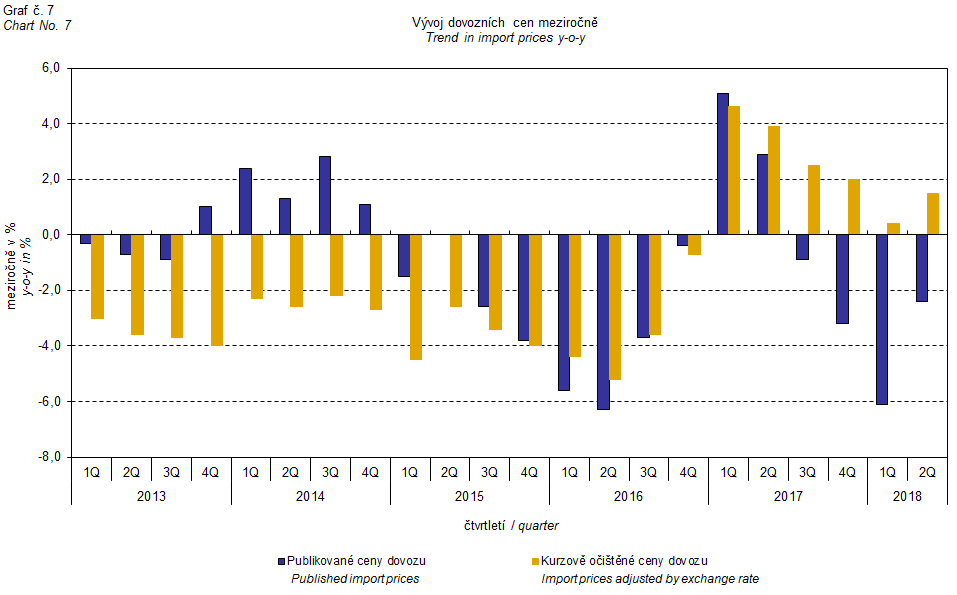 Graf č. 7
Chart No. 7
Vývoj dovozních cen meziročně
Trend in import prices y-o-y
meziročně v %
y-o-y in %
6,0
4,0
2,0
0,0
-2,0
-4,0
-6,0
-8,0
1Q 2Q 3Q 4Q 1Q 2Q 3Q 4Q 1Q 2Q 3Q 4Q 1Q 2Q 3Q 4Q 1Q 2Q 3Q 4Q 1Q 2Q
2013 2014 2015 2016 2017 2018
čtvrtletí / quarter
Publikované ceny dovozu
Published import prices
Kurzově očištěné ceny dovozu
Import prices adjusted by exchange rate